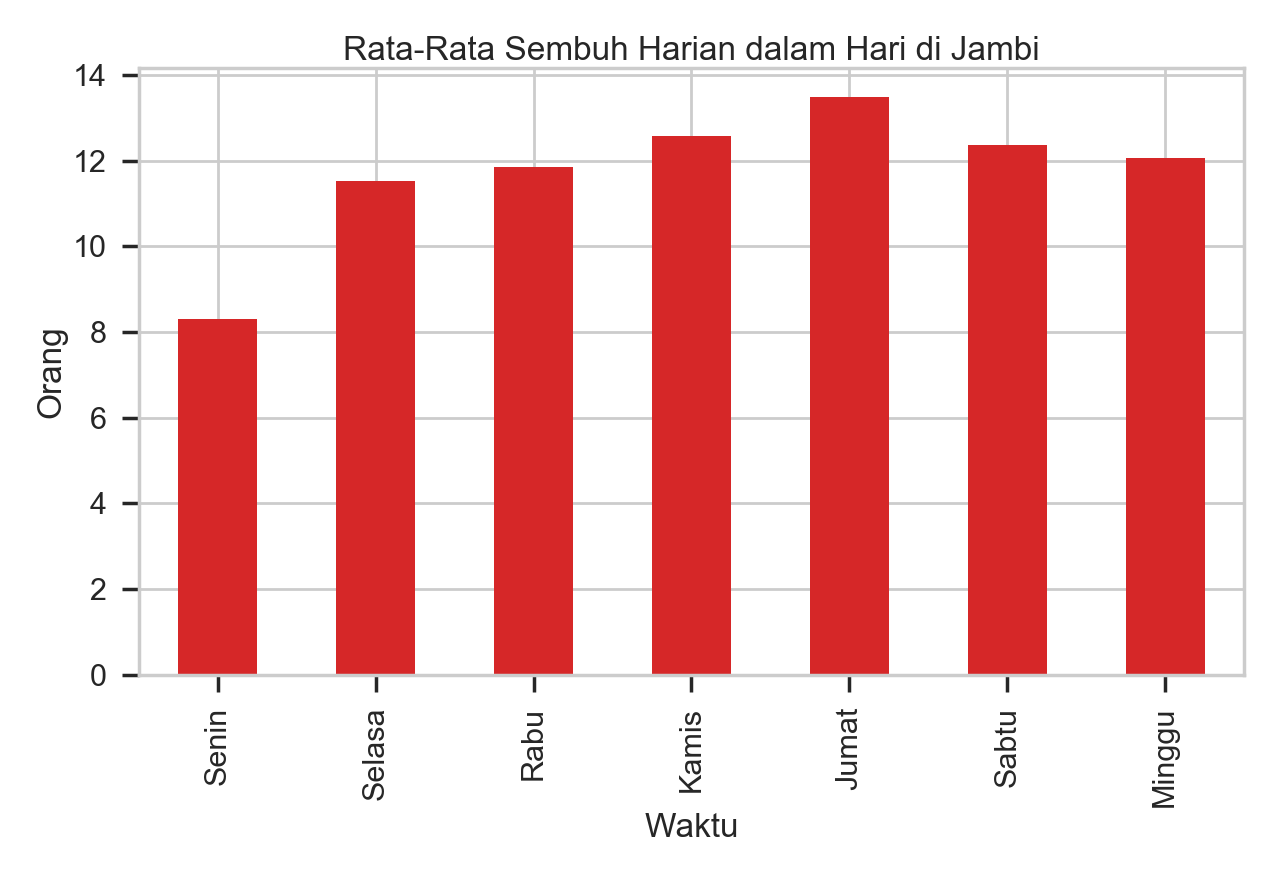 Rata-Rata Sembuh Harian dalam Hari di Jambi
14
12
10
8
6
4
2
0
Orang
Senin
Selasa
Rabu
Kamis
Jumat
Sabtu
Minggu
Waktu